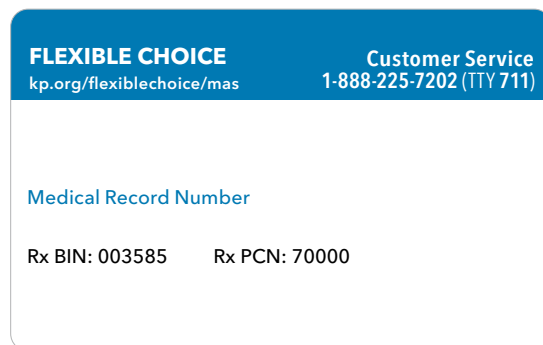 FLEXIBLE CHOICE
kp.org/flexiblechoice/mas
Customer Service
1-888-225-7202 (TTY 711)
Medical Record Number
Rx BIN: 003585 Rx PCN: 70000